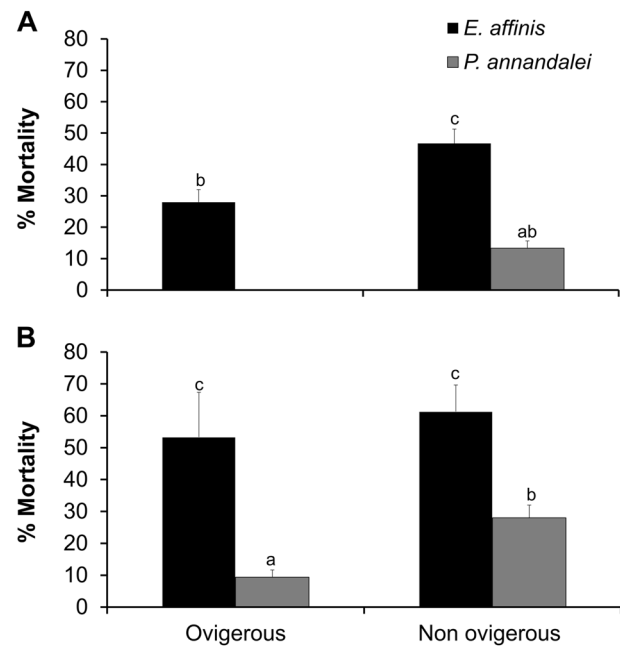 A
E. affinis
P. annandalei
% Mortality
80
70
60
50
40
30
20
10
0
b
c
ab
B
% Mortality
80
70
60
50
40
30
20
10
0
c
a
c
b
Ovigerous
Non ovigerous